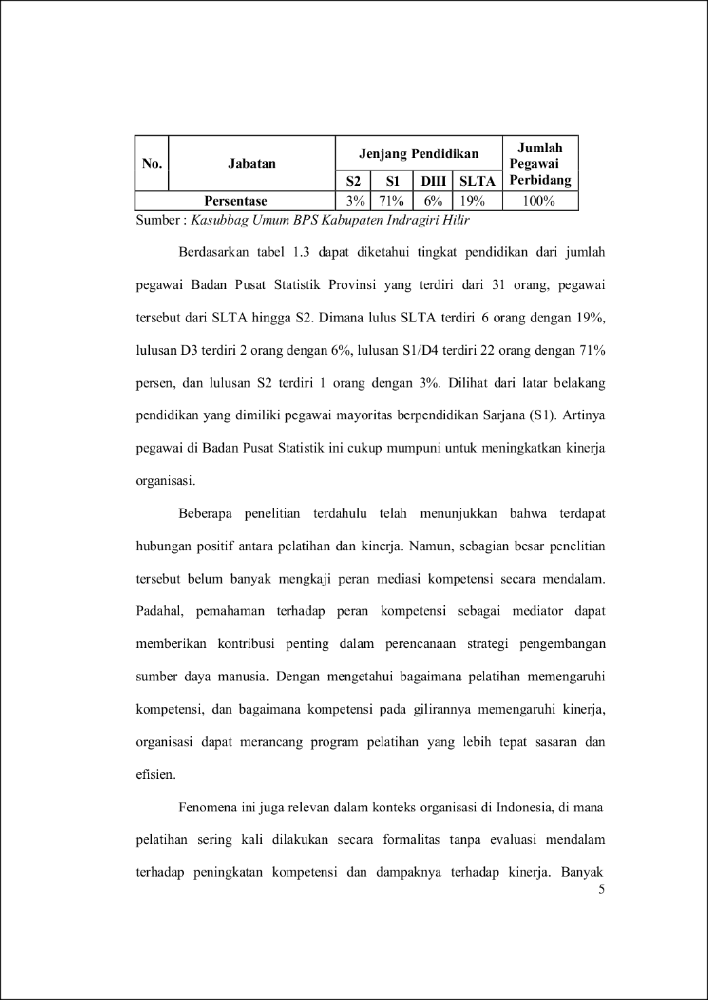 No. Jabatan Jenjang Pendidikan Jumlah Pegawai Perbidang
S2 S1 DIII SLTA
Persentase 3% 71% 6% 19% 100%
Sumber : Kasubbag Umum BPS Kabupaten Indragiri Hilir
Berdasarkan tabel 1.3 dapat diketahui tingkat pendidikan dari jumlah
pegawai Badan Pusat Statistik Provinsi yang terdiri dari 31 orang, pegawai
tersebut dari SLTA hingga S2. Dimana lulus SLTA terdiri 6 orang dengan 19%,
lulusan D3 terdiri 2 orang dengan 6%, lulusan S1/D4 terdiri 22 orang dengan 71%
persen, dan lulusan S2 terdiri 1 orang dengan 3%. Dilihat dari latar belakang
pendidikan yang dimiliki pegawai mayoritas berpendidikan Sarjana (S1). Artinya
pegawai di Badan Pusat Statistik ini cukup mumpuni untuk meningkatkan kinerja
organisasi.
Beberapa penelitian terdahulu telah menunjukkan bahwa terdapat
hubungan positif antara pelatihan dan kinerja. Namun, sebagian besar penelitian
tersebut belum banyak mengkaji peran mediasi kompetensi secara mendalam.
Padahal, pemahaman terhadap peran kompetensi sebagai mediator dapat
memberikan kontribusi penting dalam perencanaan strategi pengembangan
sumber daya manusia. Dengan mengetahui bagaimana pelatihan memengaruhi
kompetensi, dan bagaimana kompetensi pada gilirannya memengaruhi kinerja,
organisasi dapat merancang program pelatihan yang lebih tepat sasaran dan
efisien.
Fenomena ini juga relevan dalam konteks organisasi di Indonesia, di mana
pelatihan sering kali dilakukan secara formalitas tanpa evaluasi mendalam
terhadap peningkatan kompetensi dan dampaknya terhadap kinerja. Banyak
5